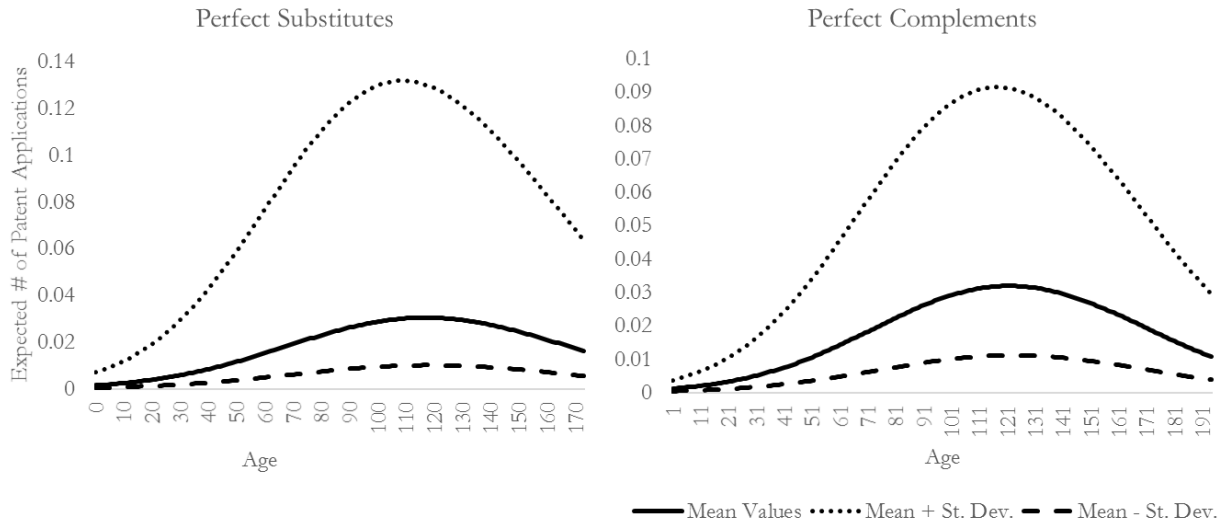 Perfect Substitutes
Expected # of Patent Applications
0.14
0.12
0.1
0.08
0.06
0.04
0.02
0
0 10 20 30 40 50 60 70 80 90 100 110 120 130 140 150 160 170
Age
Perfect Complements
0.1
0.09
0.08
0.07
0.06
0.05
0.04
0.03
0.02
0.01
0
1 11 21 31 41 51 61 71 81 91 101 111 121 131 141 151 161 171 181 191
Age
Mean Values Mean + St. Dev. Mean - St. Dev.